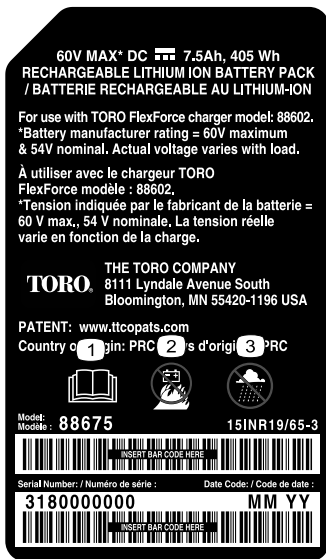 60V MAX* DC 7.5Ah, 405 Wh
RECHARGEABLE LITHIUM ION BATTERY PACK
/ BATTERIE RECHARGEABLE AU LITHIUM-ION
For use with TORO FlexForce charger model: 88602.
*Battery manufacturer rating = 60V maximum
& 54V nominal. Actual voltage varies with load.
À utiliser avec le chargeur TORO
FlexForce modèle : 88602.
*Tension indiquée par le fabricant de la batterie =
60 V max., 54 V nominale. La tension réelle
varie en fonction de la charge.
TORO.
THE TORO COMPANY
8111 Lyndale Avenue South
Bloomington, MN 55420-1196 USA
PATENT: www.ttcopats.com
Country PRC d'origi PRC
1 2 3
Model:
Modèle : 88675 15INR19/65-3
INSERT BAR CODE HERE
Serial Number: / Numéro de série : Date Code: / Code de date :
3180000000 MM YY
INSERT BAR CODE HERE